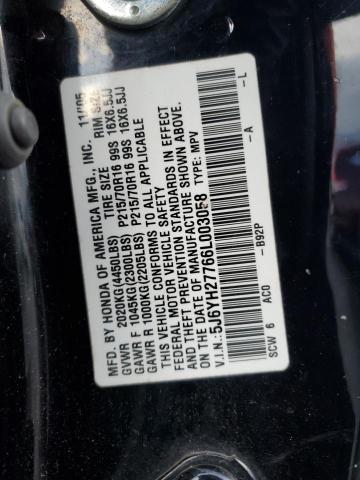 MFD. BY HONDA OF AMERICA MFG., INC. 11/05
TIRE SIZE RIM SIZE
GVWR 2020KG(4450LBS)
GAWR F 1045KG(2300LBS) P215/70R16 99S 16X6.5JJ
GAWR R 1000KG(2205LBS) P215/70R16 99S 16X6.5JJ
THIS VEHICLE CONFORMS TO ALL APPLICABLE
FEDERAL MOTOR VEHICLE SAFETY
AND THEFT PREVENTION STANDARDS IN EFFECT
ON THE DATE OF MANUFACTURE SHOWN ABOVE.
V.I.N.: 5J6YH27766L003058 TYPE: MPV
-B92P -A -L
SCW 6 AC0